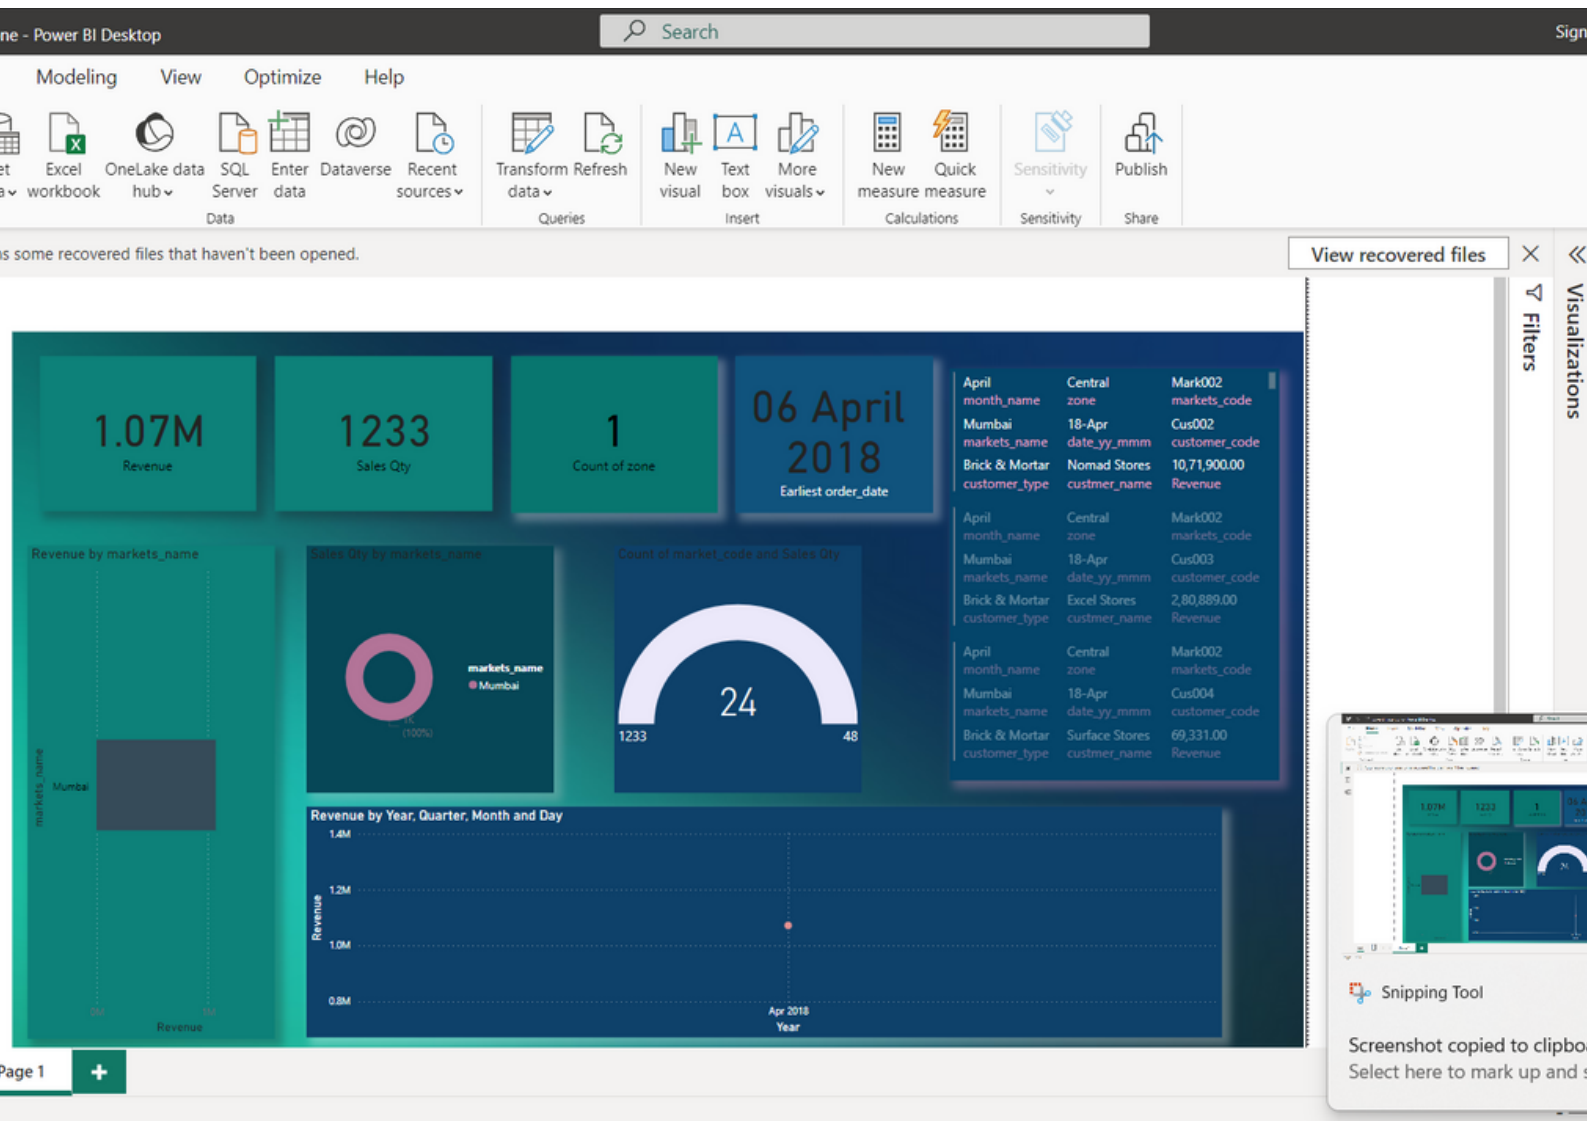 ne - Power BI Desktop
Search
Sign
Modeling View Optimize Help
et Excel OneLake data SQL Enter Dataverse Recent Transform Refresh New Text More New Quick Sensitivity Publish
a workbook hub Server data sources data visual box visuals measure measure
Data Queries Insert Calculations Sensitivity Share
s some recovered files that haven't been opened.
View recovered files
Filters
Visualizations
1.07M
Revenue
1233
Sales Qty
1
Count of zone
06 April
2018
Earliest order_date
April Central Mark002
month_name zone markets_code
Mumbai 18-Apr Cus002
markets_name date_yy_mmm customer_code
Brick & Mortar Nomad Stores 10,71,900.00
customer_type custmer_name Revenue
April Central Mark002
month_name zone markets_code
Mumbai 18-Apr Cus003
markets_name date_yy_mmm customer_code
Brick & Mortar Excel Stores 2,80,889.00
customer_type custmer_name Revenue
April Central Mark002
month_name zone markets_code
Mumbai 18-Apr Cus004
markets_name date_yy_mmm customer_code
Brick & Mortar Surface Stores 69,331.00
customer_type custmer_name Revenue
Revenue by markets_name
markets_name
Mumbai
0M 1M
Revenue
Sales Qty by markets_name
markets_name
Mumbai
1K
(100%)
Count of market_code and Sales Qty
24
1233 48
Revenue by Year, Quarter, Month and Day
1.4M
1.2M
1.0M
0.8M
Revenue
Apr 2018
Year
1.07M 1233 1
24
Snipping Tool
Screenshot copied to clipbo
Select here to mark up and s
Page 1